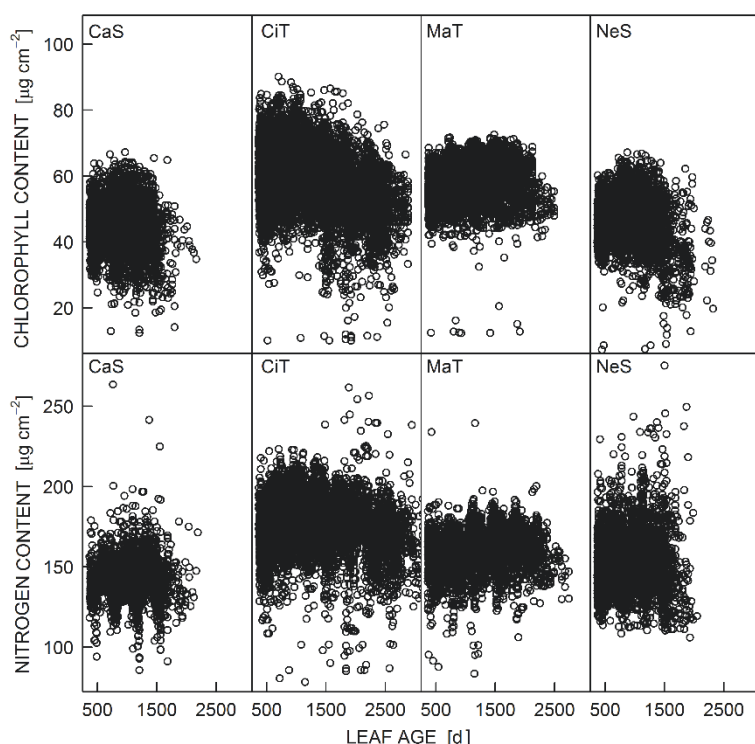 CaS CiT MaT NeS
100
80
60
40
20
CHLOROPHYLL CONTENT [µg cm⁻²]
CaS CiT MaT NeS
250
200
150
100
NITROGEN CONTENT [µg cm⁻²]
500 1500 2500 500 1500 2500 500 1500 2500 500 1500 2500
LEAF AGE [d]